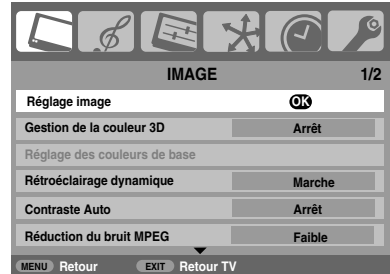 IMAGE 1/2
Réglage image OK
Gestion de la couleur 3D Arrêt
Réglage des couleurs de base
Rétroéclairage dynamique Marche
Contraste Auto Arrêt
Réduction du bruit MPEG Faible
MENU Retour EXIT Retour TV